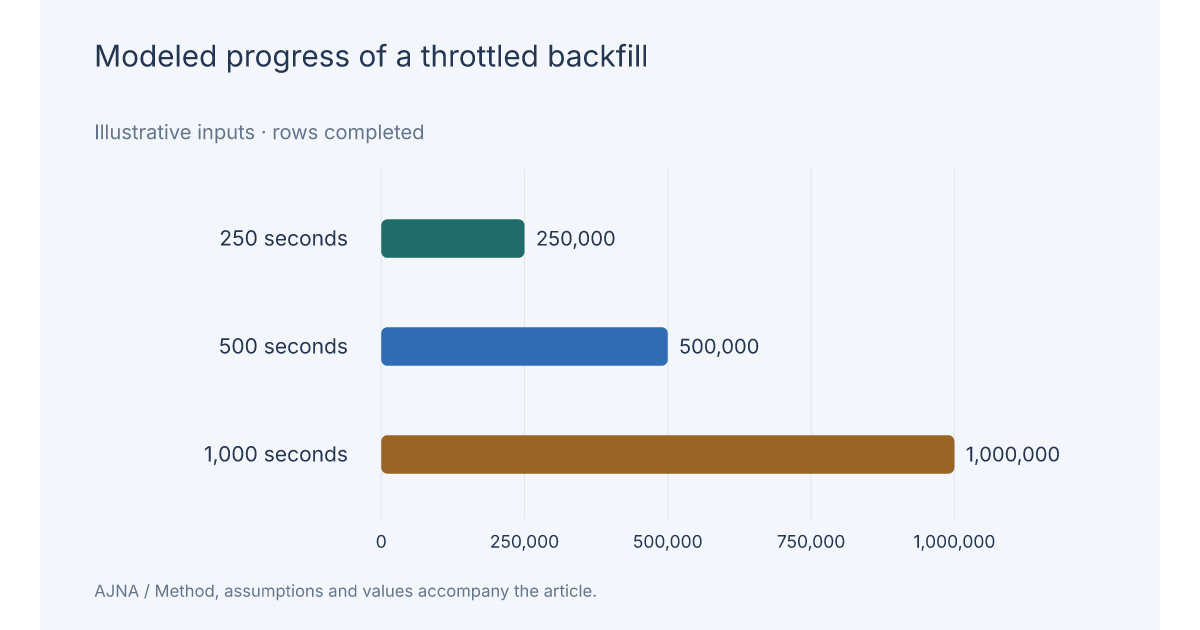 Modeled progress of a throttled backfill
Illustrative inputs · rows completed
250 seconds
250,000
500 seconds
500,000
1,000 seconds
1,000,000
0
250,000
500,000
750,000
1,000,000
AJNA / Method, assumptions and values accompany the article.